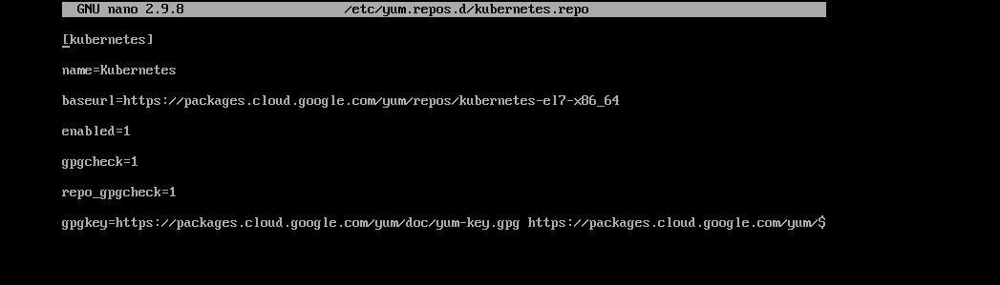 GNU nano 2.9.8 /etc/yum.repos.d/kubernetes.repo
[kubernetes]
name=Kubernetes
baseurl=https://packages.cloud.google.com/yum/repos/kubernetes-el7-x86_64
enabled=1
gpgcheck=1
repo_gpgcheck=1
gpgkey=https://packages.cloud.google.com/yum/doc/yum-key.gpg https://packages.cloud.google.com/yum/$